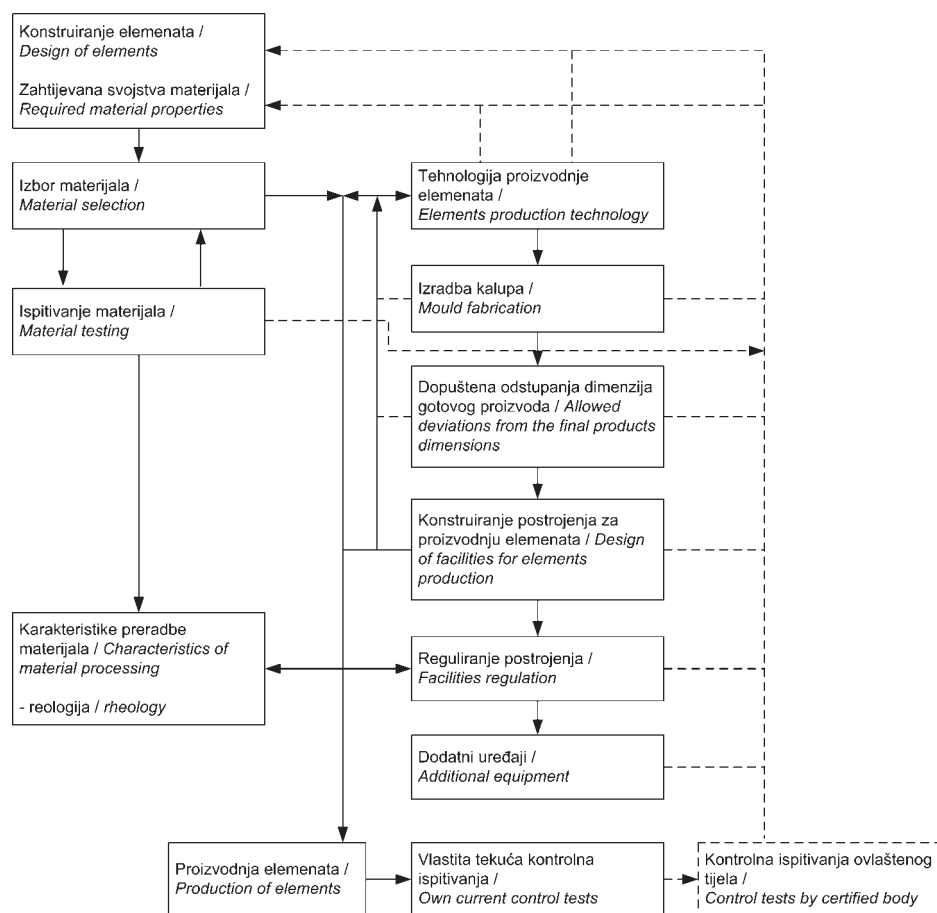 Konstruiranje elemenata /
Design of elements
Zahtijevana svojstva materijala /
Required material properties
Izbor materijala /
Material selection
Tehnologija proizvodnje
elemenata /
Elements production technology
Ispitivanje materijala /
Material testing
Izradba kalupa /
Mould fabrication
Dopuštena odstupanja dimenzija
gotovog proizvoda / Allowed
deviations from the final products
dimensions
Konstruiranje postrojenja za
proizvodnju elemenata / Design
of facilities for elements
production
Karakteristike preradbe
materijala / Characteristics of
material processing
- reologija / rheology
Reguliranje postrojenja /
Facilities regulation
Dodatni uređaji /
Additional equipment
Proizvodnja elemenata /
Production of elements
Vlastita tekuća kontrolna
ispitivanja /
Own current control tests
Kontrolna ispitivanja ovlaštenog
tijela /
Control tests by certified body